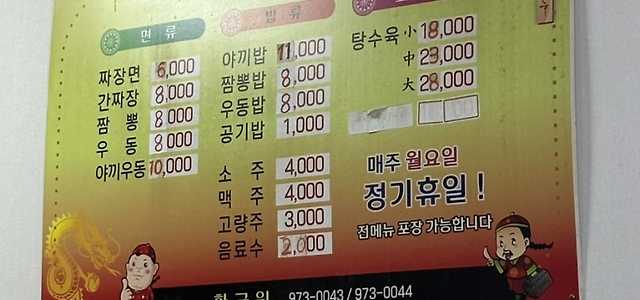 면류
짜장면 6,000
간짜장 8,000
짬뽕 8,000
우동 8,000
야끼우동 10,000
밥류
야끼밥 11,000
짬뽕밥 8,000
우동밥 8,000
공기밥 1,000
소주 4,000
맥주 4,000
고량주 3,000
음료수 2,000
탕수육 小 18,000
中 23,000
大 28,000
매주 월요일
정기휴일!
전메뉴 포장 가능합니다
973-0043 / 973-0044